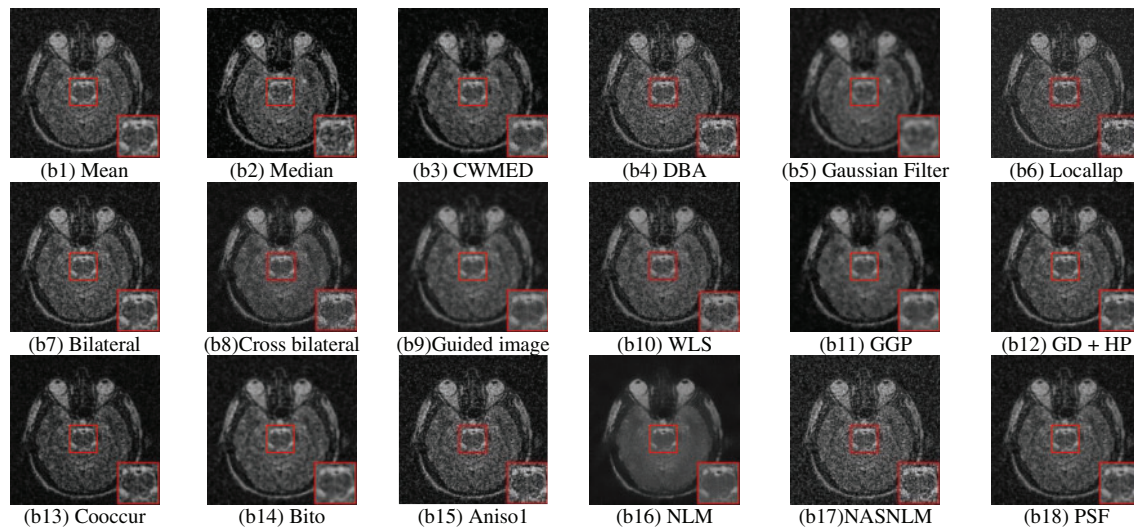 (b1) Mean (b2) Median (b3) CWMED (b4) DBA (b5) Gaussian Filter (b6) Locallap
(b7) Bilateral (b8)Cross bilateral (b9)Guided image (b10) WLS (b11) GGP (b12) GD + HP
(b13) Cooccur (b14) Bito (b15) Aniso1 (b16) NLM (b17)NASNLM (b18) PSF